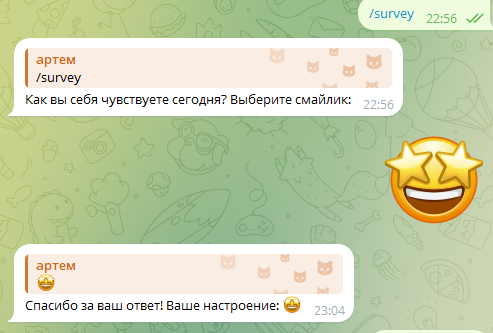 /survey 22:56
артем
/survey
Как вы себя чувствуете сегодня? Выберите смайлик: 22:56
🤩
артем
🤩
Спасибо за ваш ответ! Ваше настроение: 🤩 23:04